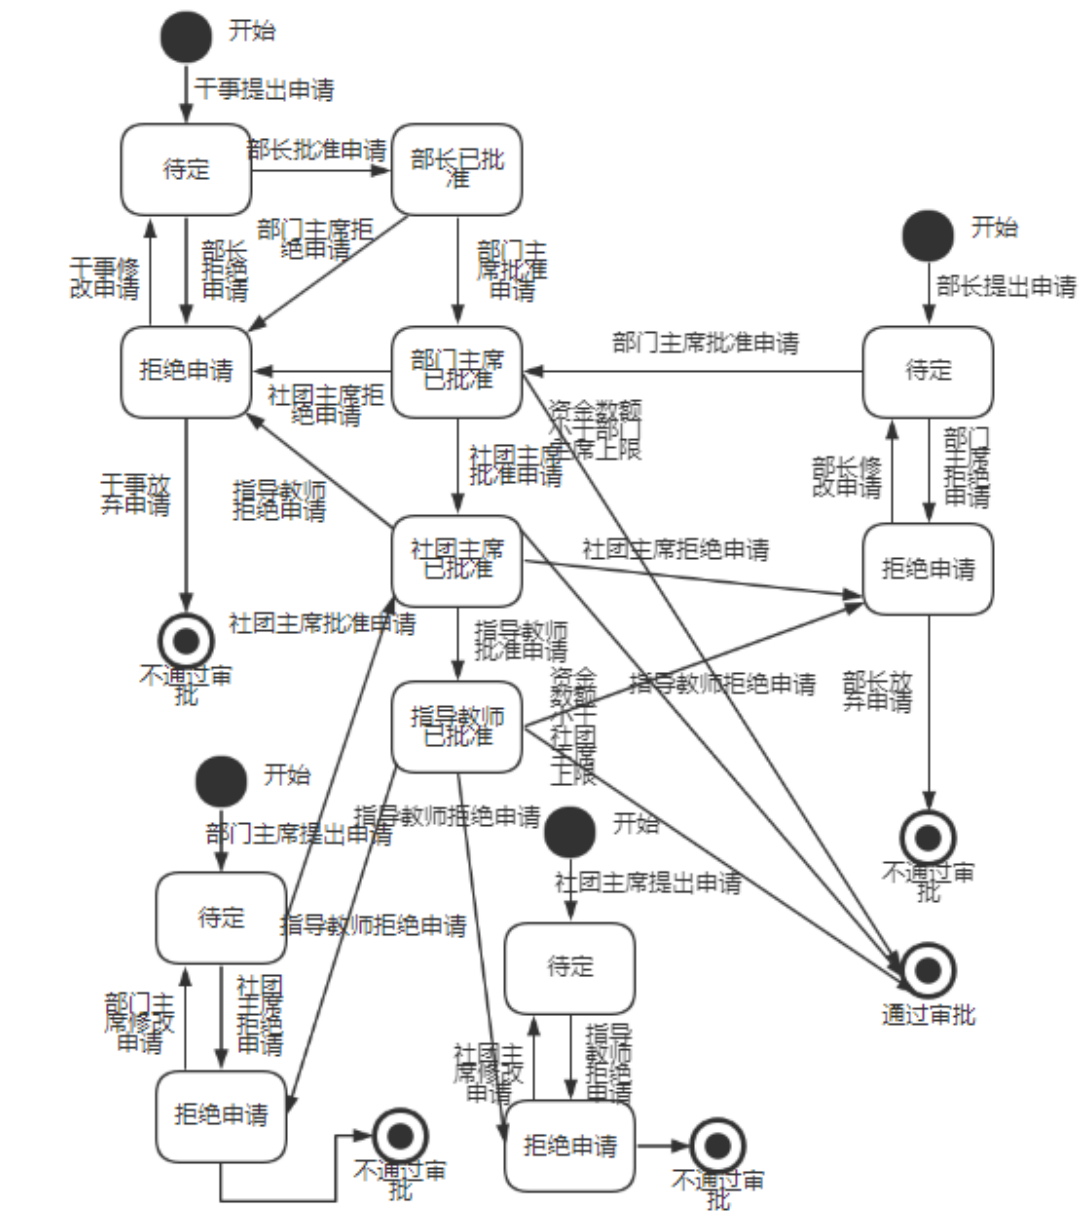 开始
干事提出申请
待定
部长批准申请
部长已批
准
部门主席拒
绝申请
部长
拒绝
申请
干事修
改申请
部门主
席批准
申请
开始
部长提出申请
拒绝申请
部门主席
已批准
部门主席批准申请
待定
社团主席拒
绝申请
资金数额
小于部门
主席上限
社团主席
批准申请
部长修
改申请
部门
主席
拒绝
申请
干事放
弃申请
指导教师
拒绝申请
社团主席
已批准
社团主席拒绝申请
拒绝申请
社团主席批准申请
指导教师
批准申请
不通过审
批
资金
数额
小于
社团
主席
上限
指导教师拒绝申请
部长放
弃申请
指导教师
已批准
开始
部门主席提出申请
指导教师拒绝申请
开始
社团主席提出申请
不通过审
批
待定
指导教师拒绝申请
待定
通过审批
部门主
席修改
申请
社团
主席
拒绝
申请
社团主
席修改
申请
指导
教师
拒绝
申请
拒绝申请
不通过审
批
拒绝申请
不通过审
批